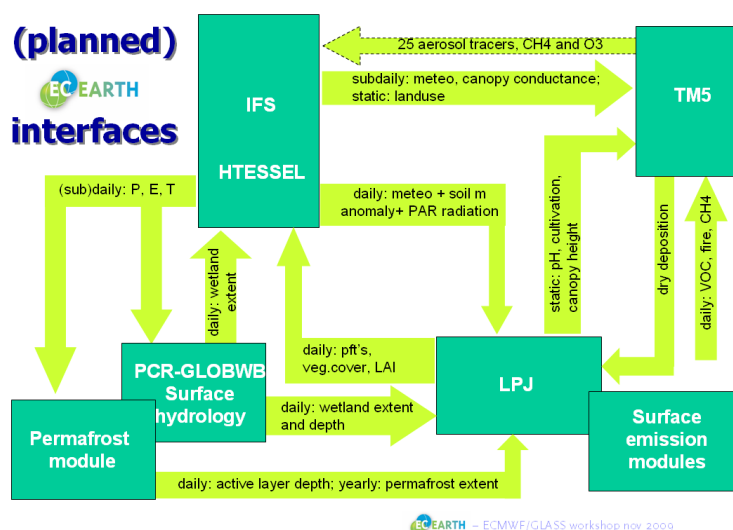 (planned)
EC EARTH
interfaces
25 aerosol tracers, CH4 and O3
subdaily: meteo, canopy conductance;
static: landuse
IFS
HTESSEL
TM5
(sub)daily: P, E, T
daily: meteo + soil m
anomaly+ PAR radiation
static: pH, cultivation,
canopy height
dry deposition
daily: VOC, fire, CH4
daily: wetland
extent
daily: pft's,
veg.cover, LAI
PCR-GLOBWB
Surface
hydrology
LPJ
daily: wetland extent
and depth
Permafrost
module
Surface
emission
modules
daily: active layer depth; yearly: permafrost extent
EC EARTH – ECMWF/GLASS workshop nov 2009